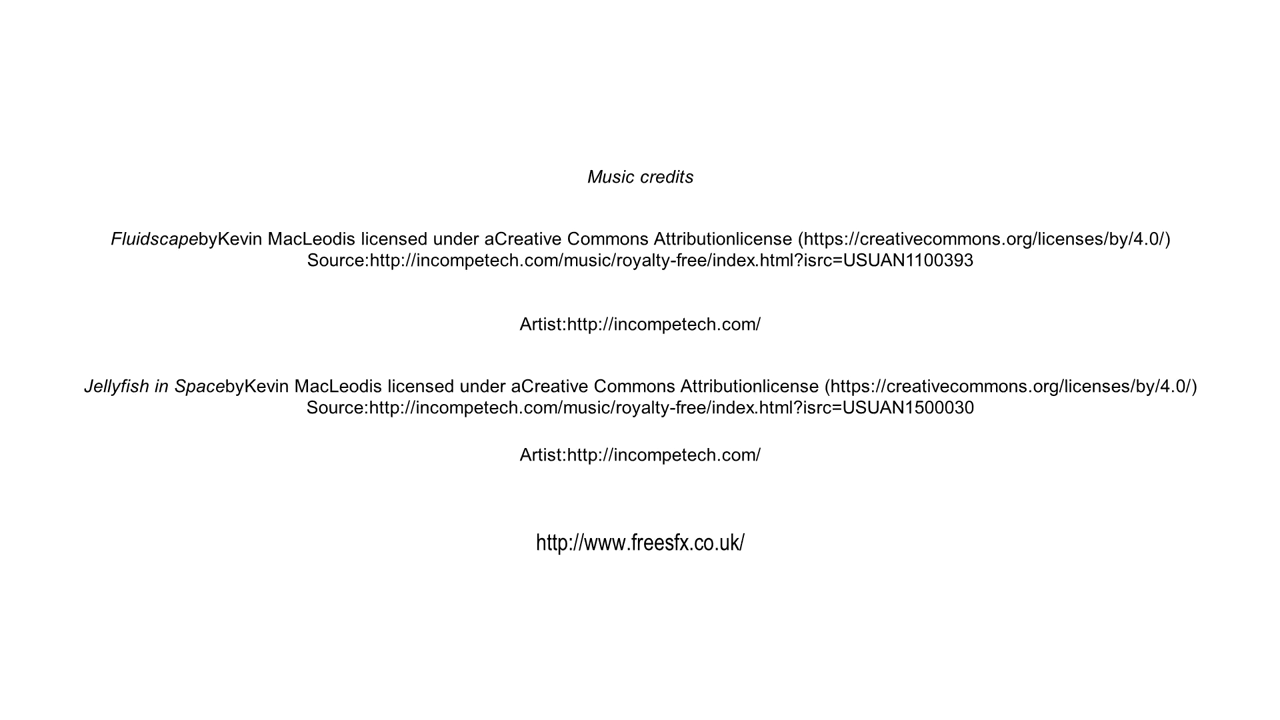 Music credits
FluidscapebyKevin MacLeodis licensed under aCreative Commons Attributionlicense (https://creativecommons.org/licenses/by/4.0/)
Source:http://incompetech.com/music/royalty-free/index.html?isrc=USUAN1100393
Artist:http://incompetech.com/
Jellyfish in SpacebyKevin MacLeodis licensed under aCreative Commons Attributionlicense (https://creativecommons.org/licenses/by/4.0/)
Source:http://incompetech.com/music/royalty-free/index.html?isrc=USUAN1500030
Artist:http://incompetech.com/
http://www.freesfx.co.uk/